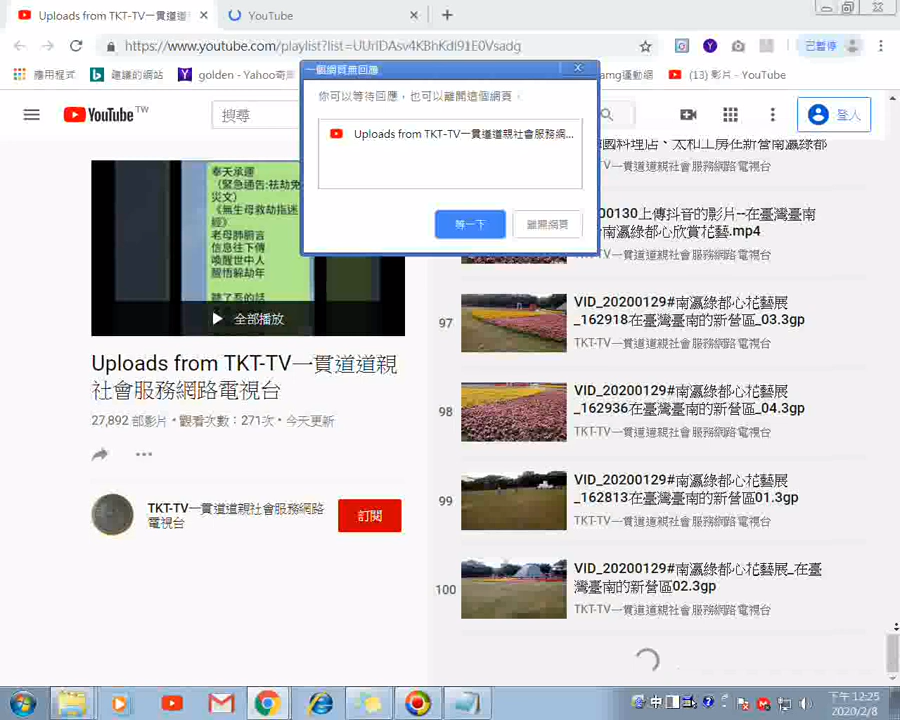 Uploads from TKT-TV一貫道道
YouTube
https://www.youtube.com/playlist?list=UUrIDAsv4KBhKdi91E0Vsadg
已暫停
應用程式
建議的網站
golden - Yahoo奇
amg運動網
(13) 影片 - YouTube
一個網頁無回應
你可以等待回應，也可以離開這個網頁。
Uploads from TKT-TV一貫道道親社會服務網...
等一下
離開網頁
YouTube TW
搜尋
登入
奉天承運
（緊急通告:祛劫免
災文）
《無生母救劫指迷
經》
老母肺腑言
信息往下傳
喚醒世中人
醒悟躲劫年
聽了吾的話
全部播放
Uploads from TKT-TV一貫道道親
社會服務網路電視台
27,892 部影片 • 觀看次數：271次 • 今天更新
TKT-TV一貫道道親社會服務網路
電視台
訂閱
國料理店、太和工房在新營南瀛綠都
V一貫道道親社會服務網路電視台
00130上傳抖音的影片--在臺灣臺南
南瀛綠都心欣賞花藝.mp4
TV一貫道道親社會服務網路電視台
97
VID_20200129#南瀛綠都心花藝展
_162918在臺灣臺南的新營區_03.3gp
TKT-TV一貫道道親社會服務網路電視台
98
VID_20200129#南瀛綠都心花藝展
_162936在臺灣臺南的新營區_04.3gp
TKT-TV一貫道道親社會服務網路電視台
99
VID_20200129#南瀛綠都心花藝展
_162813在臺灣臺南的新營區01.3gp
TKT-TV一貫道道親社會服務網路電視台
100
VID_20200129#南瀛綠都心花藝展_在臺
灣臺南的新營區02.3gp
TKT-TV一貫道道親社會服務網路電視台
中
下午 12:25
2020/2/8